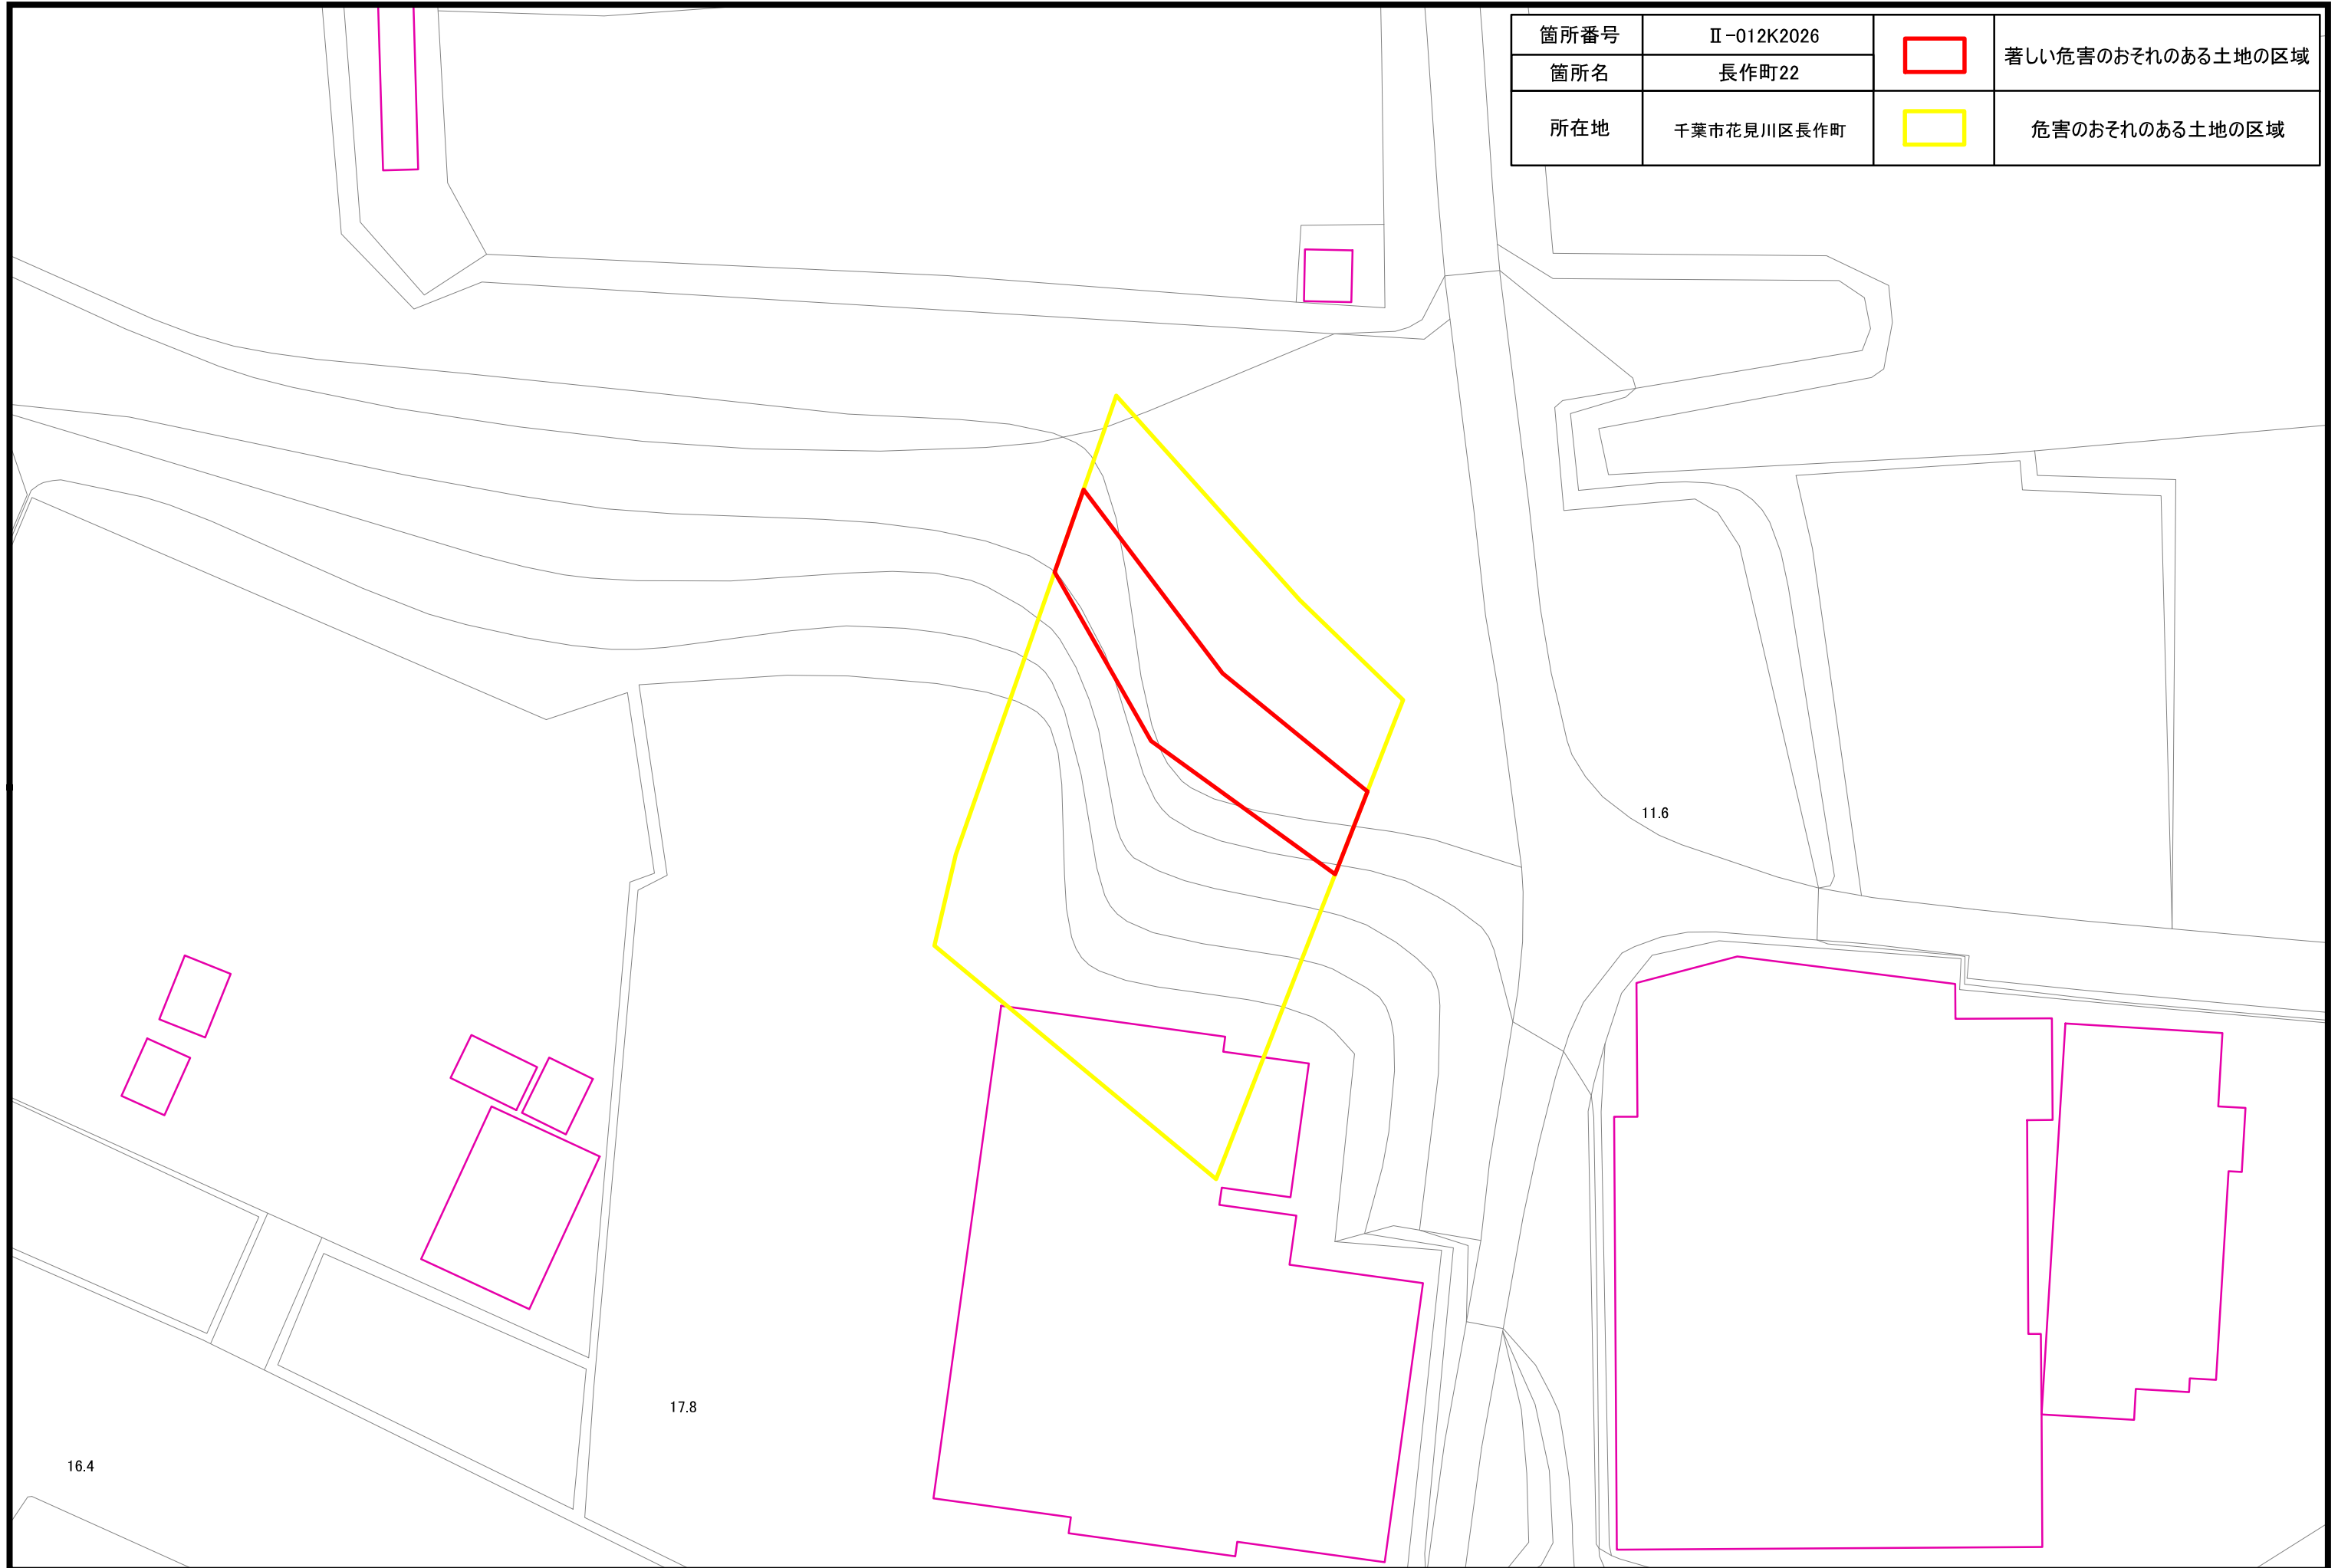 箇所番号 Ⅱ-012K2026 著しい危害のおそれのある土地の区域
箇所名 長作町22
所在地 千葉市花見川区長作町 危害のおそれのある土地の区域
11.6
17.8
16.4